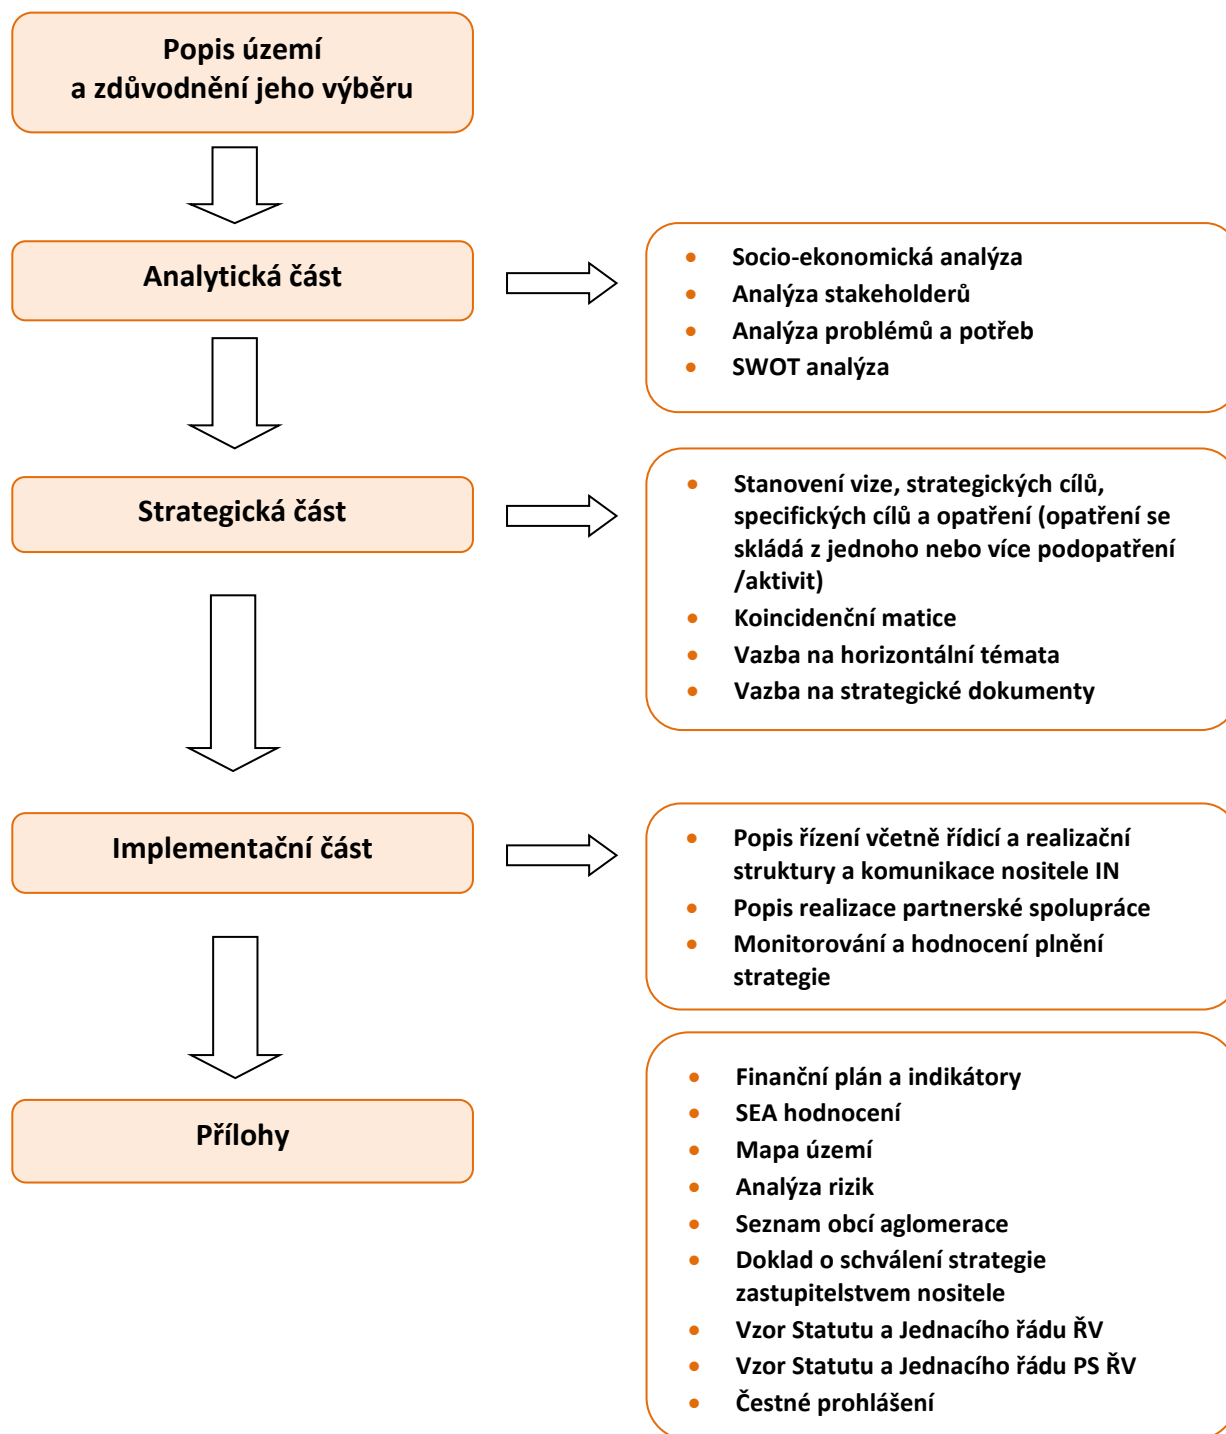 Popis území
a zdůvodnění jeho výběru
Analytická část
• Socio-ekonomická analýza
• Analýza stakeholderů
• Analýza problémů a potřeb
• SWOT analýza
Strategická část
• Stanovení vize, strategických cílů,
specifických cílů a opatření (opatření se
skládá z jednoho nebo více podopatření
/aktivit)
• Koincidenční matice
• Vazba na horizontální témata
• Vazba na strategické dokumenty
Implementační část
• Popis řízení včetně řídicí a realizační
struktury a komunikace nositele IN
• Popis realizace partnerské spolupráce
• Monitorování a hodnocení plnění
strategie
Přílohy
• Finanční plán a indikátory
• SEA hodnocení
• Mapa území
• Analýza rizik
• Seznam obcí aglomerace
• Doklad o schválení strategie
zastupitelstvem nositele
• Vzor Statutu a Jednacího řádu ŘV
• Vzor Statutu a Jednacího řádu PS ŘV
• Čestné prohlášení